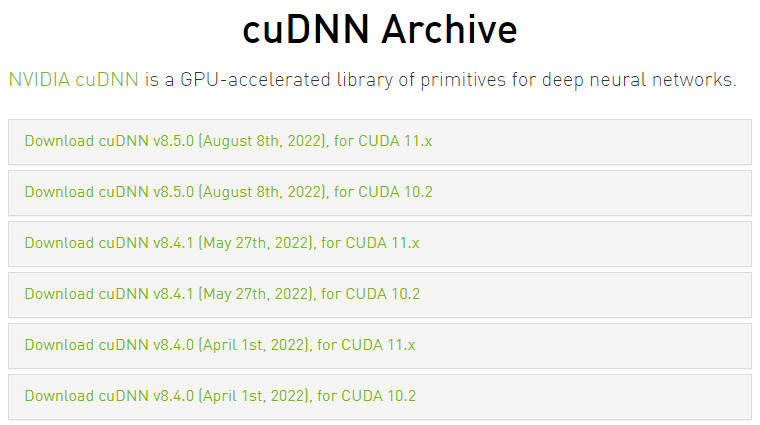 cuDNN Archive
NVIDIA cuDNN is a GPU-accelerated library of primitives for deep neural networks.
Download cuDNN v8.5.0 (August 8th, 2022), for CUDA 11.x
Download cuDNN v8.5.0 (August 8th, 2022), for CUDA 10.2
Download cuDNN v8.4.1 (May 27th, 2022), for CUDA 11.x
Download cuDNN v8.4.1 (May 27th, 2022), for CUDA 10.2
Download cuDNN v8.4.0 (April 1st, 2022), for CUDA 11.x
Download cuDNN v8.4.0 (April 1st, 2022), for CUDA 10.2